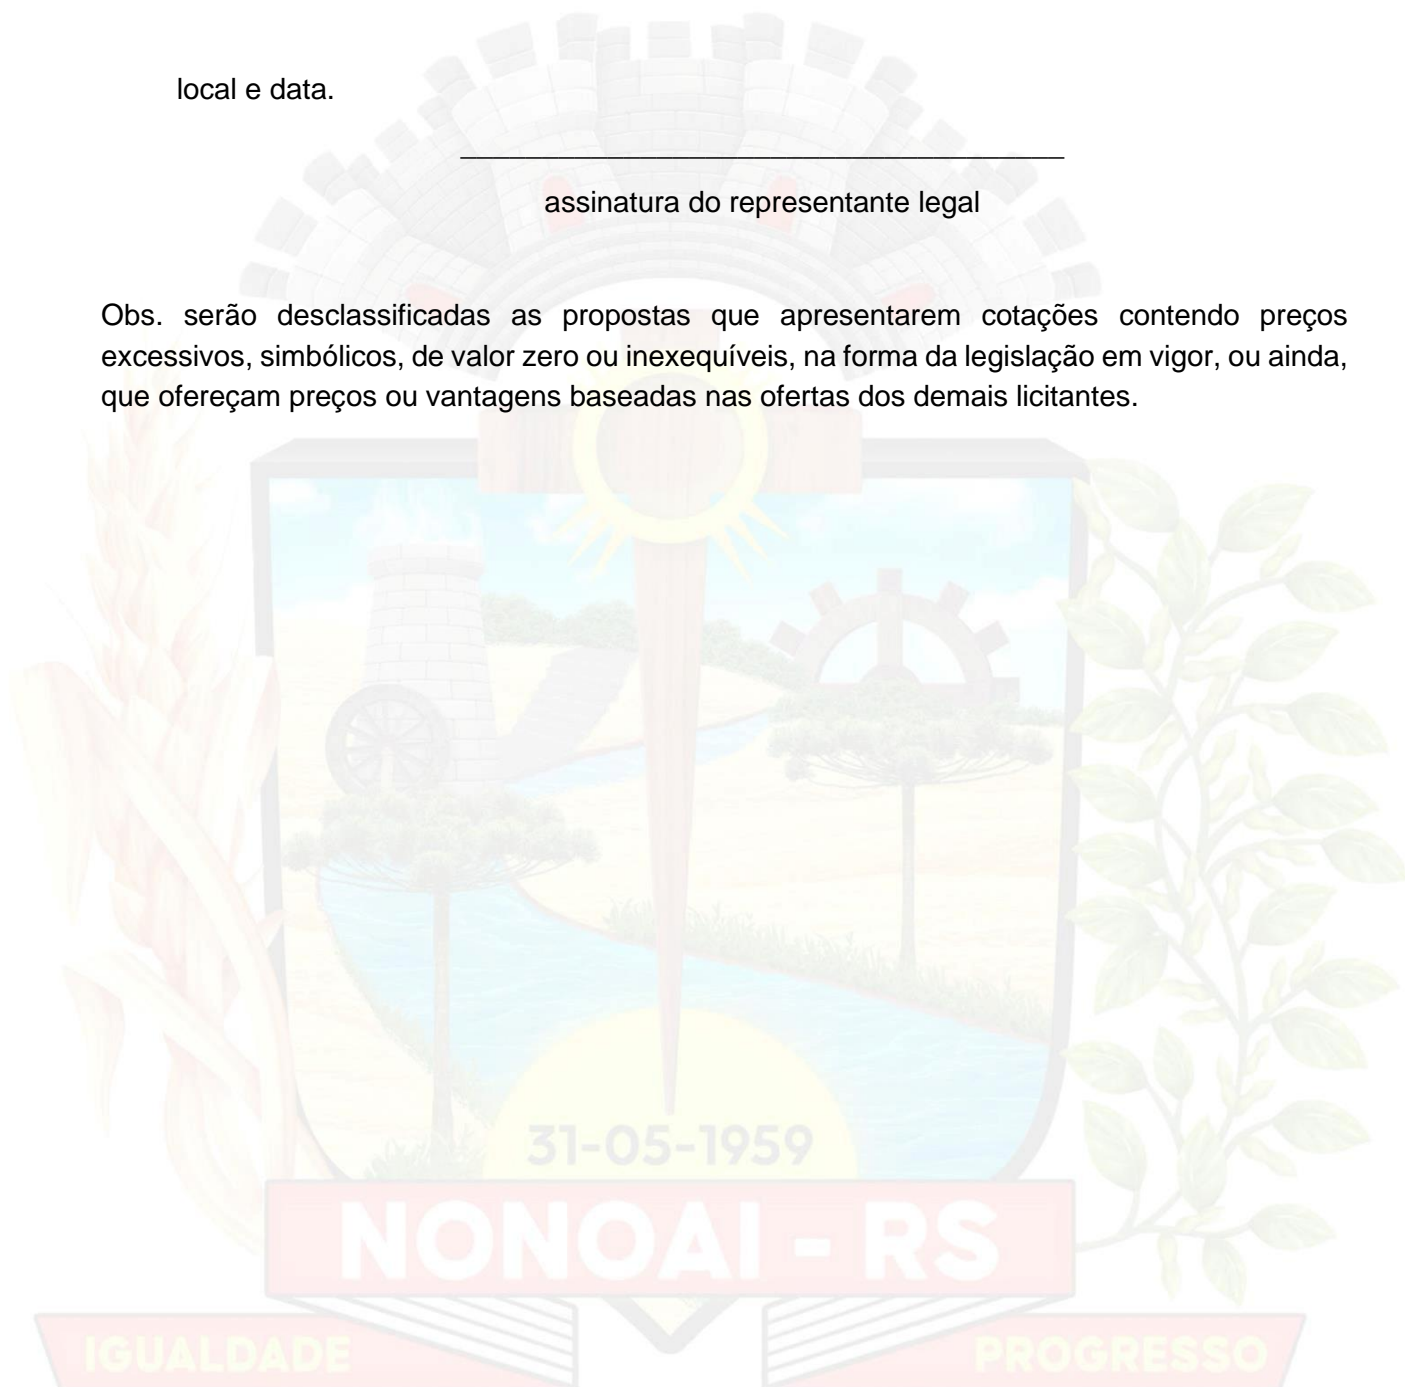 local e data.
_______________________________________
assinatura do representante legal
Obs. serão desclassificadas as propostas que apresentarem cotações contendo preços
excessivos, simbólicos, de valor zero ou inexequíveis, na forma da legislação em vigor, ou ainda,
que ofereçam preços ou vantagens baseadas nas ofertas dos demais licitantes.
31-05-1959
NONOAI - RS
IGUALDADE
PROGRESSO